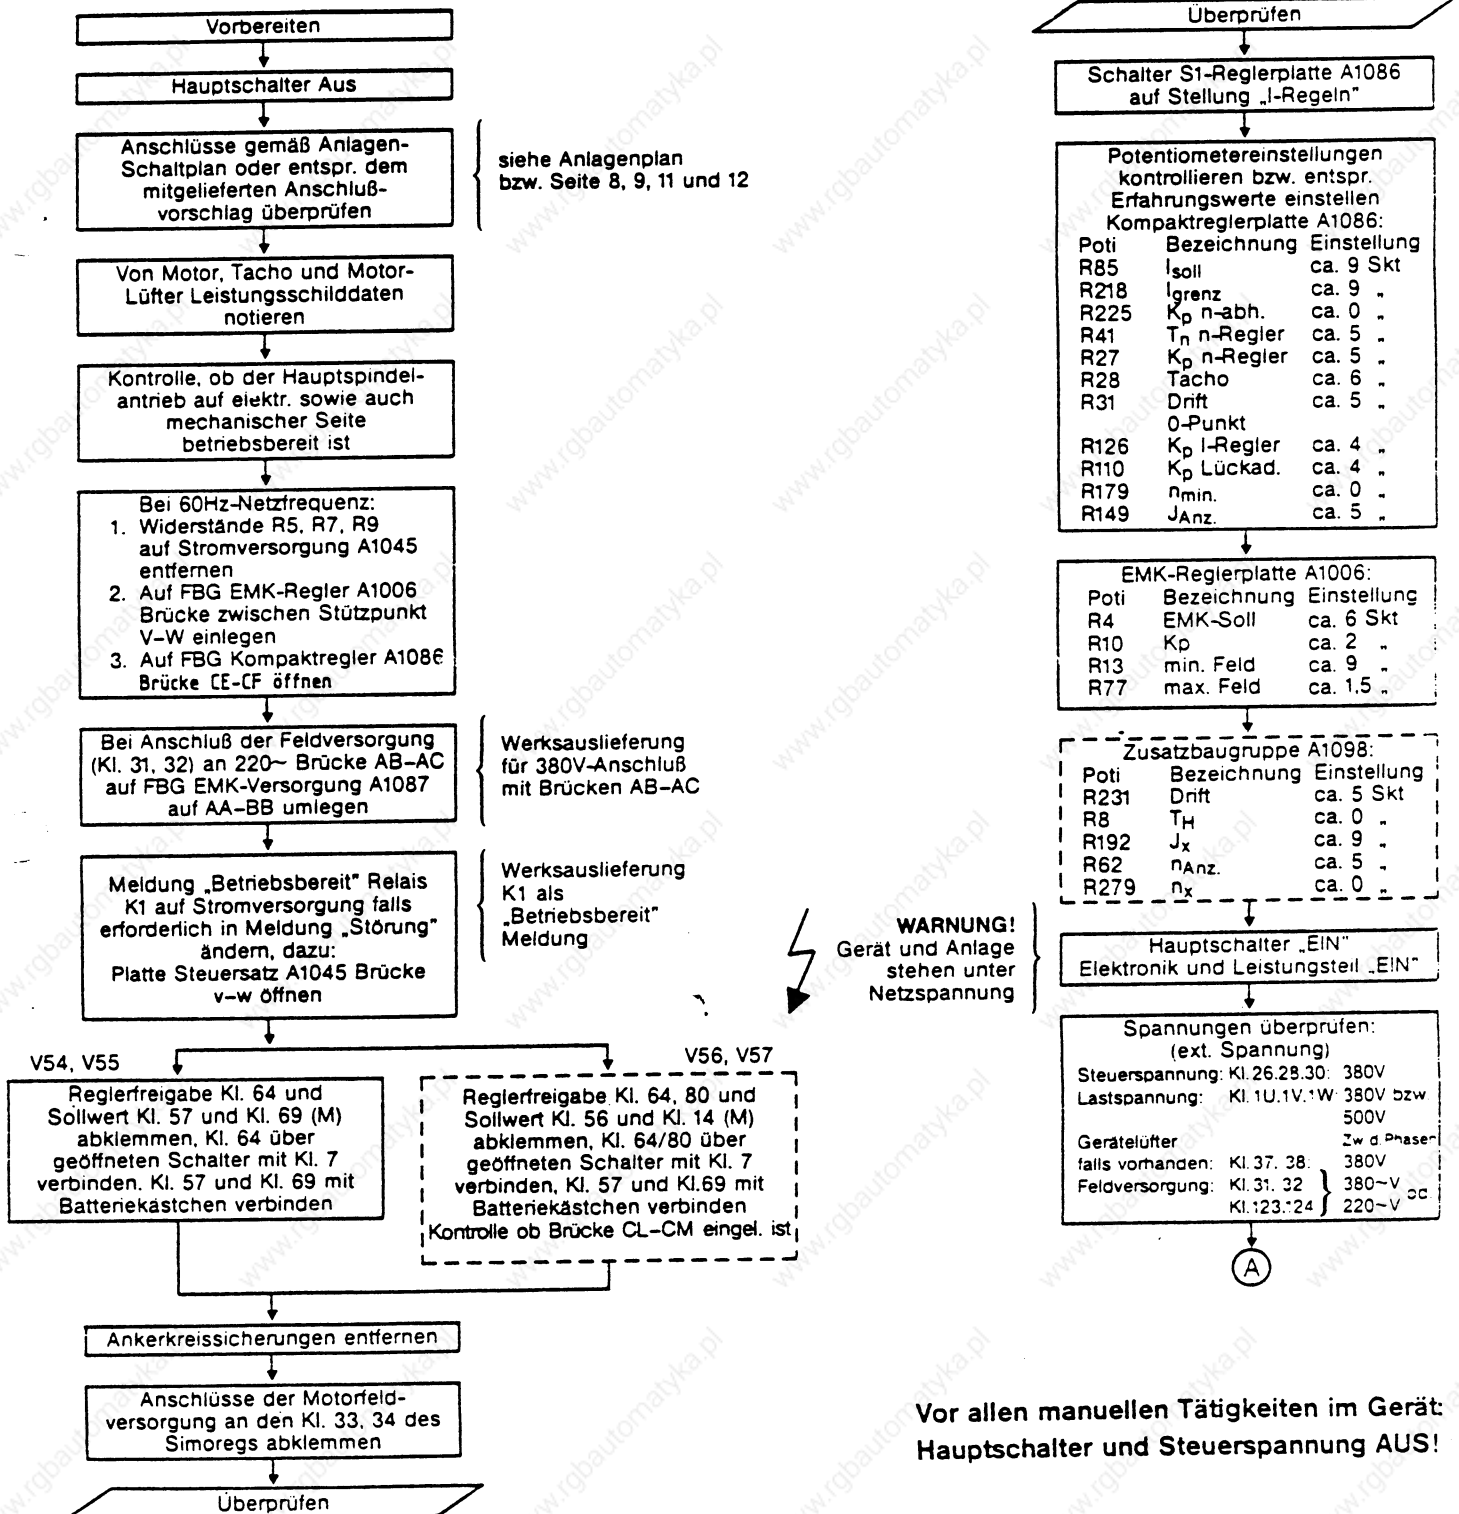 Vorbereiten
Hauptschalter Aus
Anschlüsse gemäß Anlagen-
Schaltplan oder entspr. dem
mitgelieferten Anschluß-
vorschlag überprüfen
siehe Anlagenplan
bzw. Seite 8, 9, 11 und 12
Von Motor, Tacho und Motor-
Lüfter Leistungsschilddaten
notieren
Kontrolle, ob der Hauptspindel-
antrieb auf elektr. sowie auch
mechanischer Seite
betriebsbereit ist
Bei 60Hz-Netzfrequenz:
1. Widerstände R5, R7, R9
auf Stromversorgung A1045
entfernen
2. Auf FBG EMK-Regler A1006
Brücke zwischen Stützpunkt
V–W einlegen
3. Auf FBG Kompaktregler A1086
Brücke CE-CF öffnen
Bei Anschluß der Feldversorgung
(Kl. 31, 32) an 220~ Brücke AB–AC
auf FBG EMK-Versorgung A1087
auf AA–BB umlegen
Werksauslieferung
für 380V-Anschluß
mit Brücken AB–AC
Meldung „Betriebsbereit" Relais
K1 auf Stromversorgung falls
erforderlich in Meldung „Störung"
ändern, dazu:
Platte Steuersatz A1045 Brücke
v–w öffnen
Werksauslieferung
K1 als
„Betriebsbereit"
Meldung
V54, V55
Reglerfreigabe Kl. 64 und
Sollwert Kl. 57 und Kl. 69 (M)
abklemmen, Kl. 64 über
geöffneten Schalter mit Kl. 7
verbinden. Kl. 57 und Kl. 69 mit
Batteriekästchen verbinden
V56, V57
Reglerfreigabe Kl. 64, 80 und
Sollwert Kl. 56 und Kl. 14 (M)
abklemmen, Kl. 64/80 über
geöffneten Schalter mit Kl. 7
verbinden, Kl. 57 und Kl.69 mit
Batteriekästchen verbinden
Kontrolle ob Brücke CL–CM eingel. ist
Ankerkreissicherungen entfernen
Anschlüsse der Motorfeld-
versorgung an den Kl. 33, 34 des
Simoregs abklemmen
Überprüfen
Überprüfen
Schalter S1-Reglerplatte A1086
auf Stellung „I-Regeln"
Potentiometereinstellungen
kontrollieren bzw. entspr.
Erfahrungswerte einstellen
Kompaktreglerplatte A1086:
Poti Bezeichnung Einstellung
R85 Isoll ca. 9 Skt
R218 Igrenz ca. 9 „
R225 Kp n-abh. ca. 0 „
R41 Tn n-Regler ca. 5 „
R27 Kp n-Regler ca. 5 „
R28 Tacho ca. 6 „
R31 Drift ca. 5 „
0-Punkt
R126 Kp I-Regler ca. 4 „
R110 Kp Lückad. ca. 4 „
R179 nmin. ca. 0 „
R149 JAnz. ca. 5 „
EMK-Reglerplatte A1006:
Poti Bezeichnung Einstellung
R4 EMK-Soll ca. 6 Skt
R10 Kp ca. 2 „
R13 min. Feld ca. 9 „
R77 max. Feld ca. 1,5 „
Zusatzbaugruppe A1098:
Poti Bezeichnung Einstellung
R231 Drift ca. 5 Skt
R8 TH ca. 0 „
R192 Jx ca. 9 „
R62 nAnz. ca. 5 „
R279 nx ca. 0 „
WARNUNG!
Gerät und Anlage
stehen unter
Netzspannung
Hauptschalter „EIN"
Elektronik und Leistungsteil „EIN"
Spannungen überprüfen:
(ext. Spannung)
Steuerspannung: Kl.26.28.30: 380V
Lastspannung: Kl.1U.1V.1W 380V bzw
500V
Gerätelüfter Zw d.Phasen
falls vorhanden: Kl.37. 38: 380V
Feldversorgung: Kl.31. 32 380~V
Kl.123.124 220~V
A
Vor allen manuellen Tätigkeiten im Gerät:
Hauptschalter und Steuerspannung AUS!
www.rgbautomatyka.pl